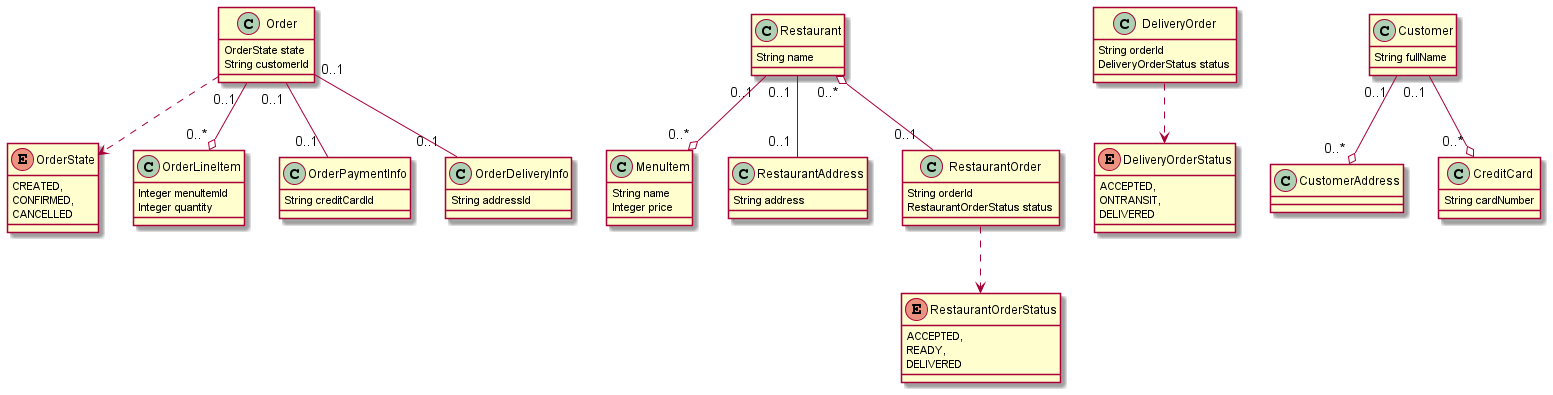 C Order
OrderState state
String customerId
0..1
0..1
0..1
0..*
0..1
0..1
E OrderState
CREATED,
CONFIRMED,
CANCELLED
C OrderLineItem
Integer menuItemId
Integer quantity
C OrderPaymentInfo
String creditCardId
C OrderDeliveryInfo
String addressId
C Restaurant
String name
0..1
0..1
0..*
0..*
0..1
0..1
C MenuItem
String name
Integer price
C RestaurantAddress
String address
C RestaurantOrder
String orderId
RestaurantOrderStatus status
E RestaurantOrderStatus
ACCEPTED,
READY,
DELIVERED
C DeliveryOrder
String orderId
DeliveryOrderStatus status
E DeliveryOrderStatus
ACCEPTED,
ONTRANSIT,
DELIVERED
C Customer
String fullName
0..1
0..1
0..*
0..*
C CustomerAddress
C CreditCard
String cardNumber